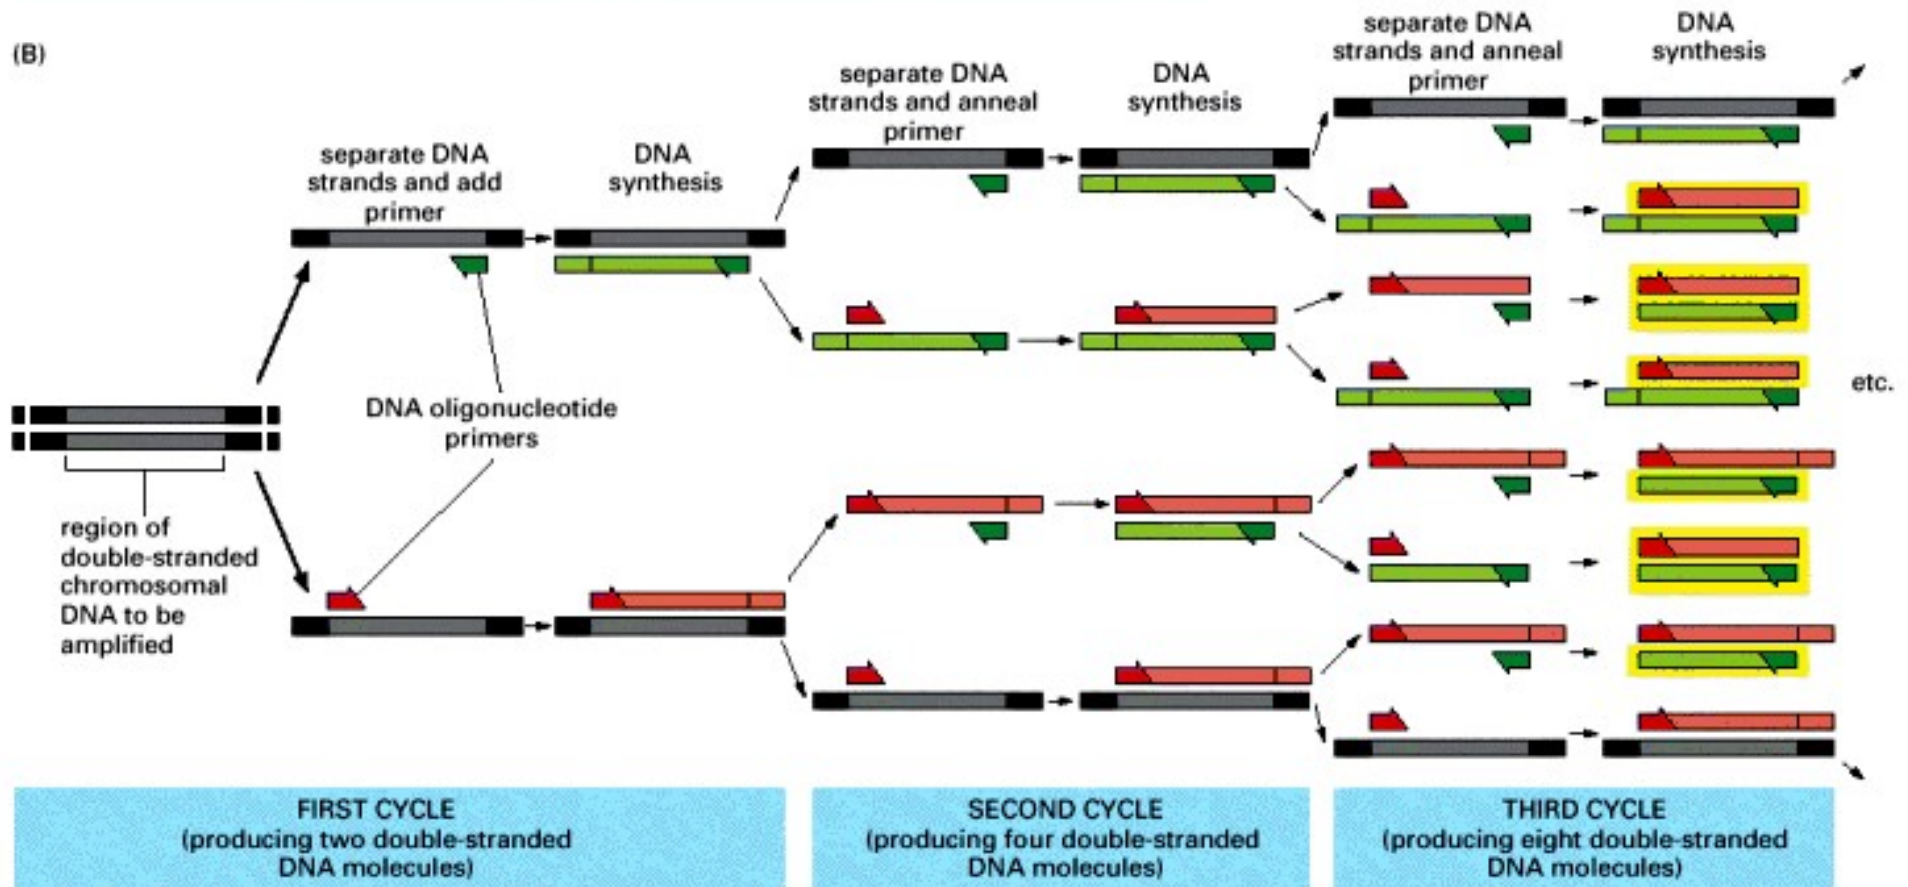 (B)
separate DNA
strands and add
primer
DNA
synthesis
separate DNA
strands and anneal
primer
DNA
synthesis
separate DNA
strands and anneal
primer
DNA
synthesis
DNA oligonucleotide
primers
region of
double-stranded
chromosomal
DNA to be
amplified
etc.
FIRST CYCLE
(producing two double-stranded
DNA molecules)
SECOND CYCLE
(producing four double-stranded
DNA molecules)
THIRD CYCLE
(producing eight double-stranded
DNA molecules)